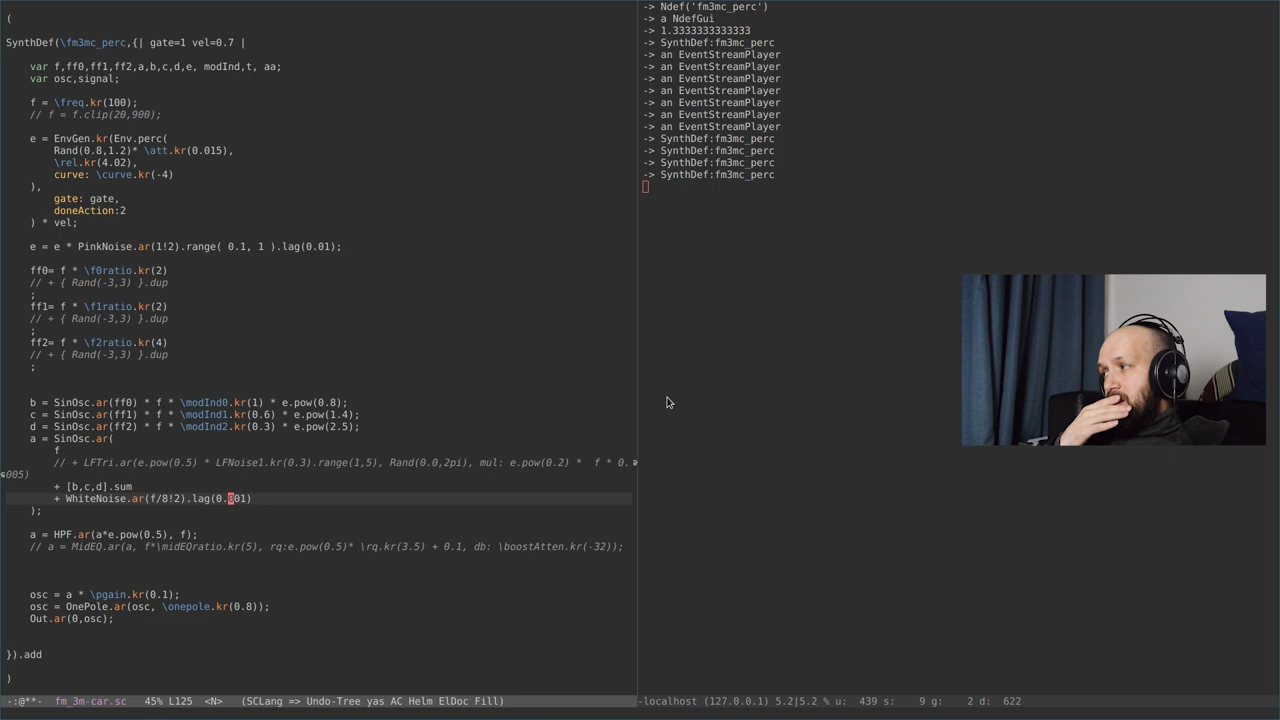 (
SynthDef(\fm3mc_perc,{| gate=1 vel=0.7 |
var f,ff0,ff1,ff2,a,b,c,d,e, modInd,t, aa;
var osc,signal;
f = \freq.kr(100);
// f = f.clip(20,900);
e = EnvGen.kr(Env.perc(
Rand(0.8,1.2)* \att.kr(0.015),
\rel.kr(4.02),
curve: \curve.kr(-4)
),
gate: gate,
doneAction:2
) * vel;
e = e * PinkNoise.ar(1!2).range( 0.1, 1 ).lag(0.01);
ff0= f * \f0ratio.kr(2)
// + { Rand(-3,3) }.dup
;
ff1= f * \f1ratio.kr(2)
// + { Rand(-3,3) }.dup
;
ff2= f * \f2ratio.kr(4)
// + { Rand(-3,3) }.dup
;
b = SinOsc.ar(ff0) * f * \modInd0.kr(1) * e.pow(0.8);
c = SinOsc.ar(ff1) * f * \modInd1.kr(0.6) * e.pow(1.4);
d = SinOsc.ar(ff2) * f * \modInd2.kr(0.3) * e.pow(2.5);
a = SinOsc.ar(
f
// + LFTri.ar(e.pow(0.5) * LFNoise1.kr(0.3).range(1,5), Rand(0.0,2pi), mul: e.pow(0.2) *  f * 0.
005)
+ [b,c,d].sum
+ WhiteNoise.ar(f/8!2).lag(0.001)
);
a = HPF.ar(a*e.pow(0.5), f);
// a = MidEQ.ar(a, f*\midEQratio.kr(5), rq:e.pow(0.5)* \rq.kr(3.5) + 0.1, db: \boostAtten.kr(-32));
osc = a * \pgain.kr(0.1);
osc = OnePole.ar(osc, \onepole.kr(0.8));
Out.ar(0,osc);
}).add
)
-:@**-  fm_3m-car.sc   45% L125  <N>  (SCLang => Undo-Tree yas AC Helm ElDoc Fill)
-> Ndef('fm3mc_perc')
-> a NdefGui
-> 1.3333333333333
-> SynthDef:fm3mc_perc
-> an EventStreamPlayer
-> an EventStreamPlayer
-> an EventStreamPlayer
-> an EventStreamPlayer
-> an EventStreamPlayer
-> an EventStreamPlayer
-> an EventStreamPlayer
-> SynthDef:fm3mc_perc
-> SynthDef:fm3mc_perc
-> SynthDef:fm3mc_perc
-> SynthDef:fm3mc_perc
-localhost (127.0.0.1) 5.2|5.2 % u:  439 s:    9 g:    2 d:  622